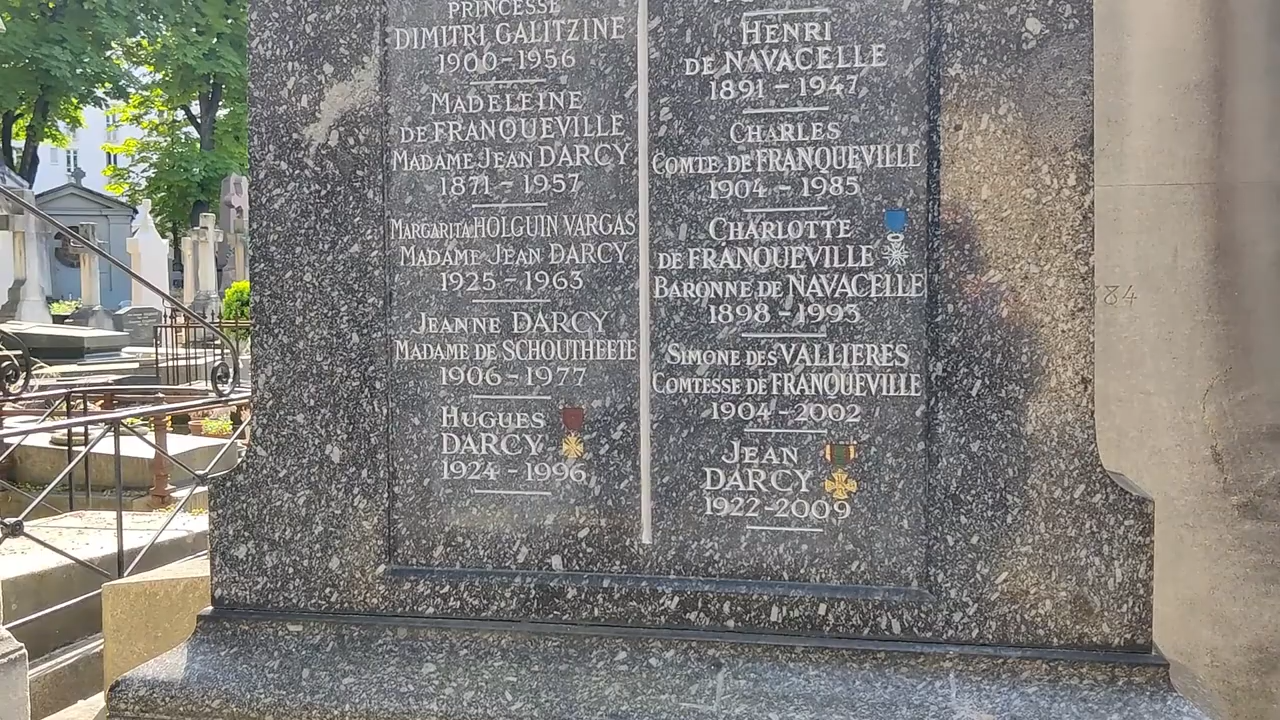 PRINCESSE
DIMITRI GALITZINE
1900-1956
MADELEINE
DE FRANQUEVILLE
MADAME JEAN DARCY
1871-1957
MARGARITA HOLGUIN VARGAS
MADAME JEAN DARCY
1925-1963
JEANNE DARCY
MADAME DE SCHOUTHEETE
1906-1977
HUGUES
DARCY
1924-1996
HENRI
DE NAVACELLE
1891-1947
CHARLES
COMTE DE FRANQUEVILLE
1904-1985
CHARLOTTE
DE FRANQUEVILLE
BARONNE DE NAVACELLE
1898-1993
SIMONE DES VALLIERES
COMTESSE DE FRANQUEVILLE
1904-2002
JEAN
DARCY
1922-2009
84